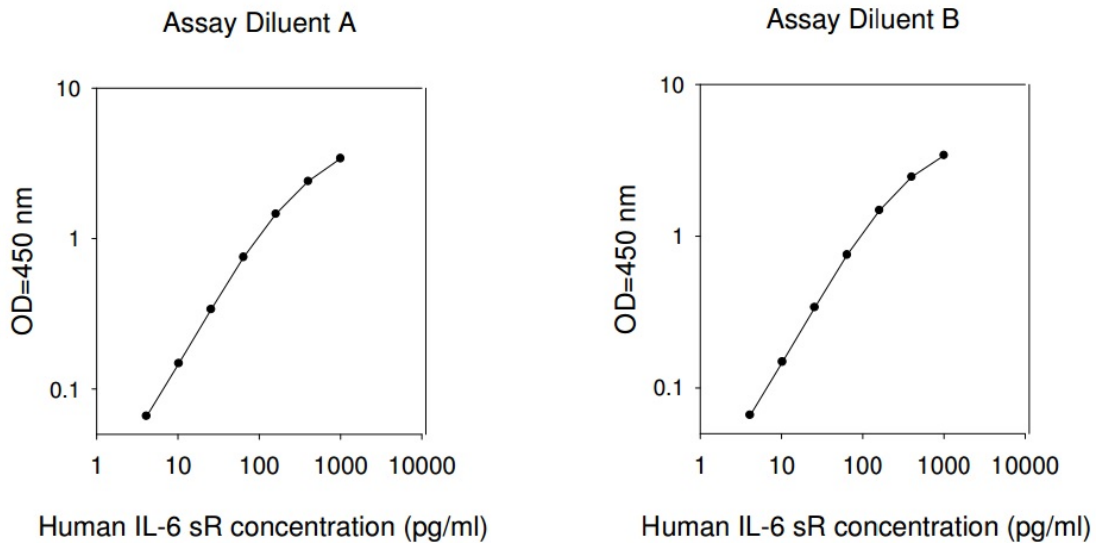 Assay Diluent A
10
1
0.1
OD=450 nm
1 10 100 1000 10000
Human IL-6 sR concentration (pg/ml)
Assay Diluent B
10
1
0.1
OD=450 nm
1 10 100 1000 10000
Human IL-6 sR concentration (pg/ml)